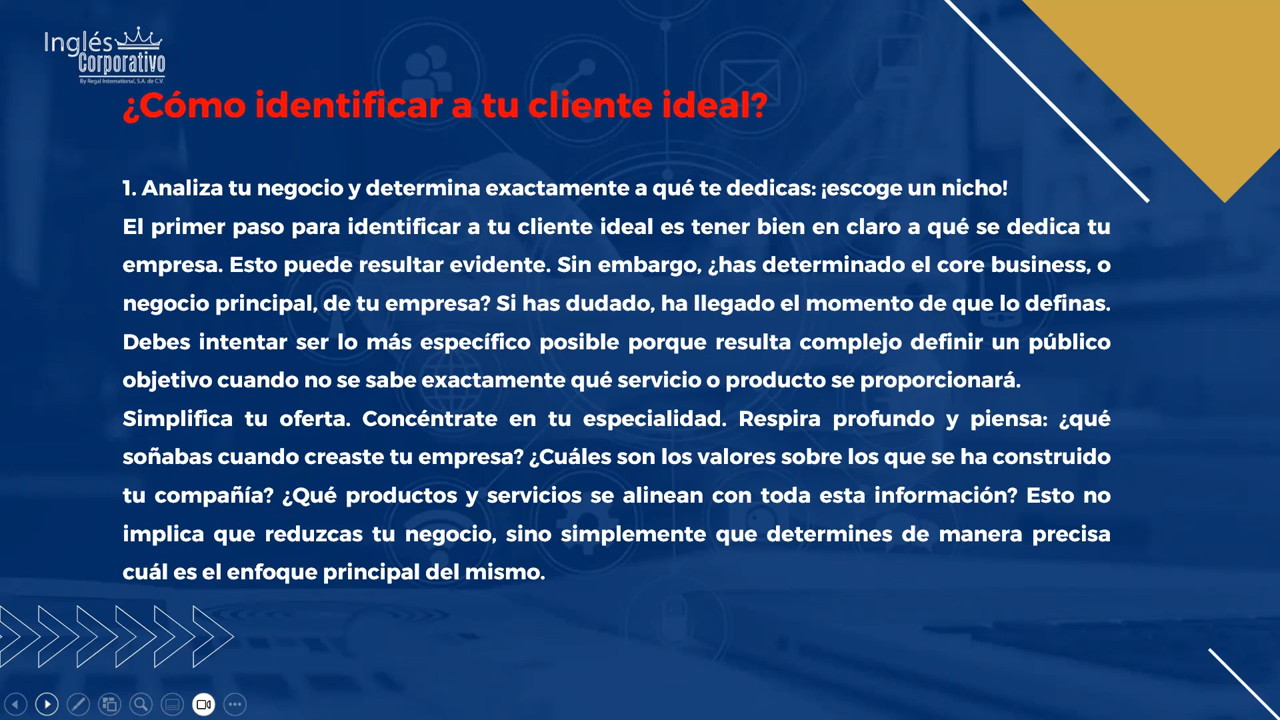 Inglés
Corporativo
By Regal International, S.A. de C.V.
¿Cómo identificar a tu cliente ideal?
1. Analiza tu negocio y determina exactamente a qué te dedicas: ¡escoge un nicho!
El primer paso para identificar a tu cliente ideal es tener bien en claro a qué se dedica tu
empresa. Esto puede resultar evidente. Sin embargo, ¿has determinado el core business, o
negocio principal, de tu empresa? Si has dudado, ha llegado el momento de que lo definas.
Debes intentar ser lo más específico posible porque resulta complejo definir un público
objetivo cuando no se sabe exactamente qué servicio o producto se proporcionará.
Simplifica tu oferta. Concéntrate en tu especialidad. Respira profundo y piensa: ¿qué
soñabas cuando creaste tu empresa? ¿Cuáles son los valores sobre los que se ha construido
tu compañía? ¿Qué productos y servicios se alinean con toda esta información? Esto no
implica que reduzcas tu negocio, sino simplemente que determines de manera precisa
cuál es el enfoque principal del mismo.